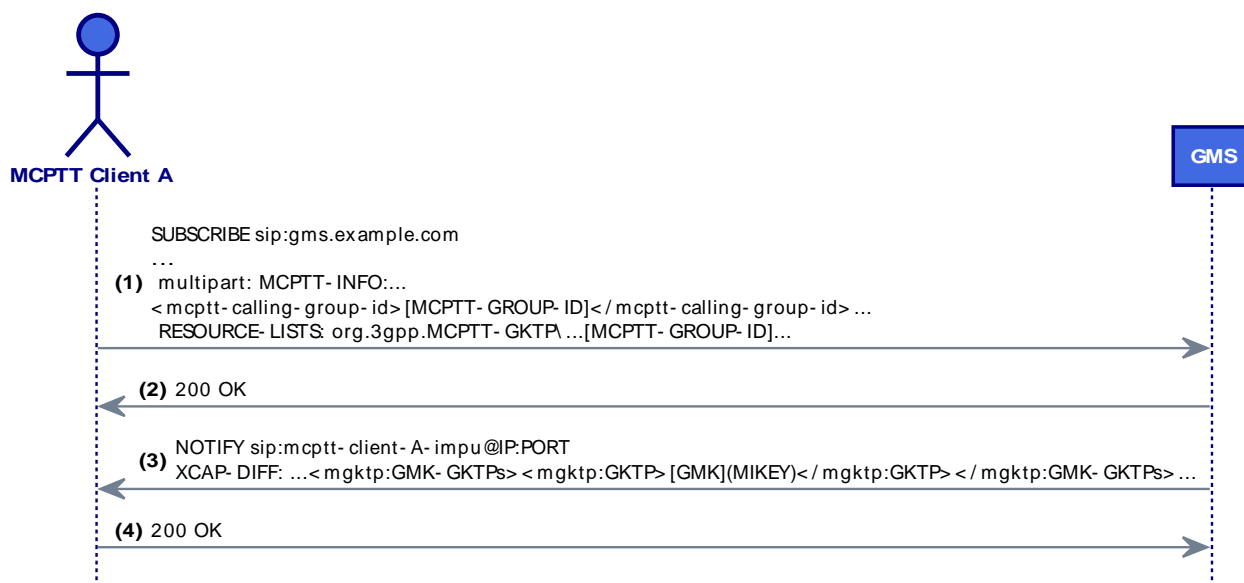 MCPTT Client A
GMS
SUBSCRIBE sip:gms.example.com
...
(1) multipart: MCPTT-INFO:...
<mcptt-calling-group-id>[MCPTT-GROUP-ID]</mcptt-calling-group-id>...
RESOURCE-LISTS: org.3gpp.MCPTT-GKTP\...[MCPTT-GROUP-ID]...
(2) 200 OK
NOTIFY sip:mcptt-client-A-impu@IP:PORT
(3)
XCAP-DIFF: ...<mgktp:GMK-GKTPs><mgktp:GKTP>[GMK](MIKEY)</mgktp:GKTP></mgktp:GMK-GKTPs>...
(4) 200 OK